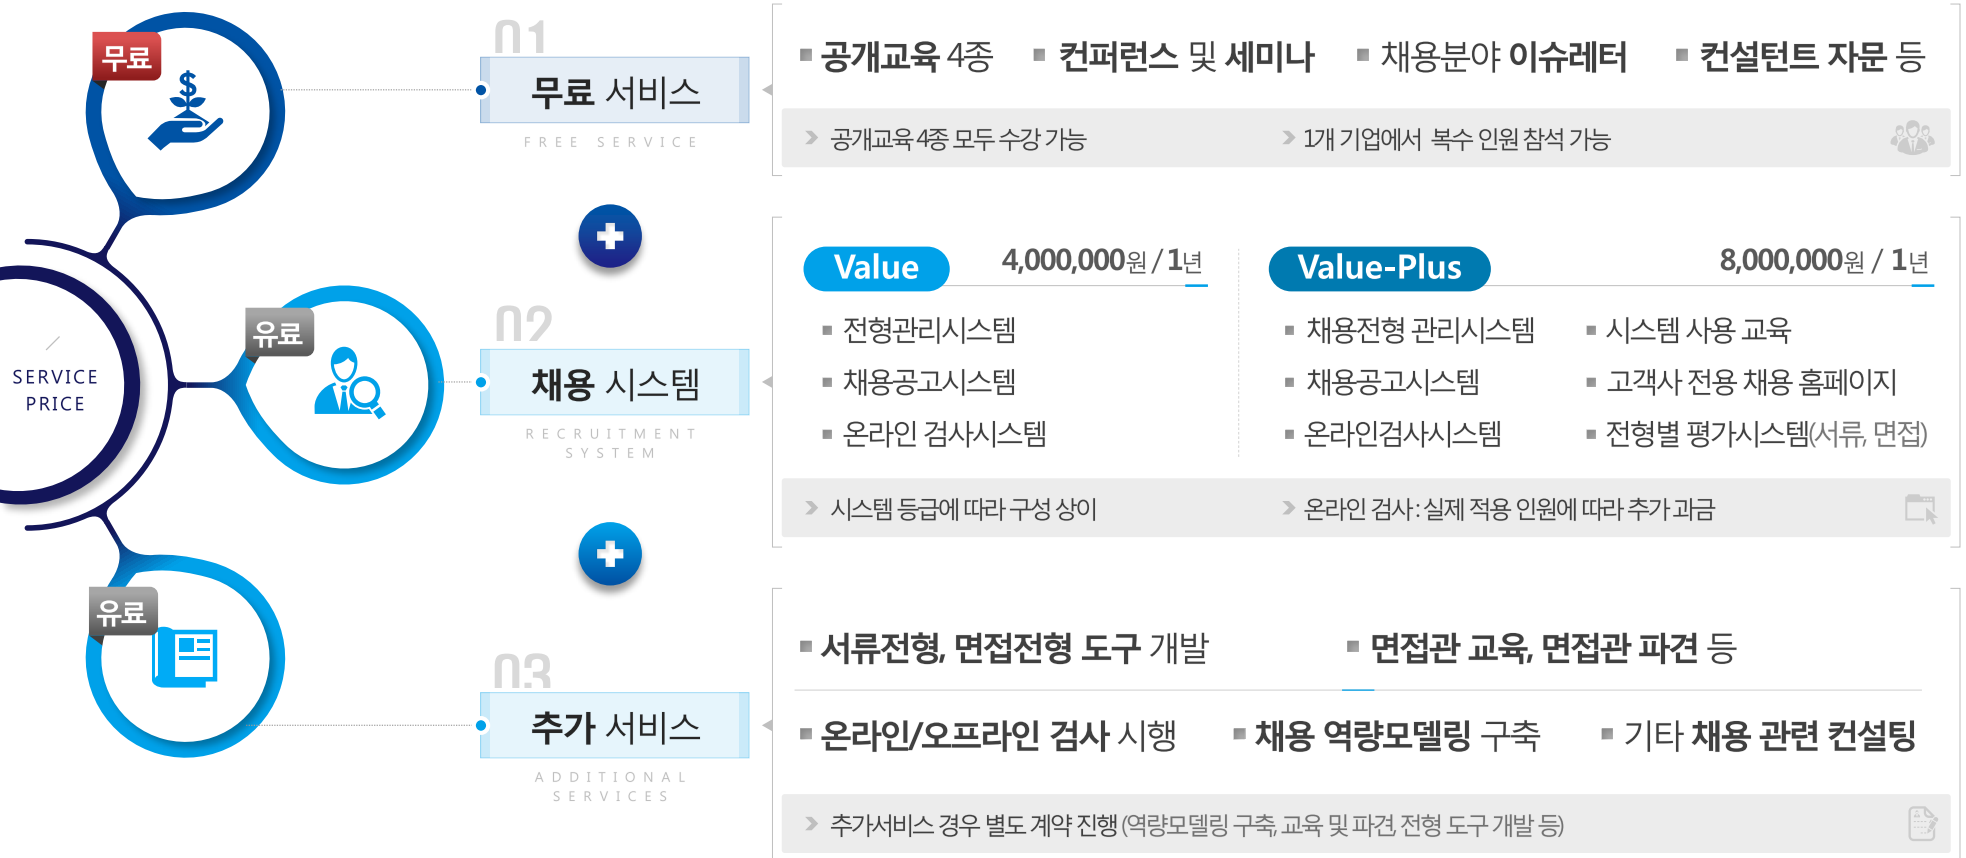 SERVICE
PRICE
무료
01
무료 서비스
FREE SERVICE
공개교육 4종 컨퍼런스 및 세미나 채용분야 이슈레터 컨설턴트 자문 등
공개교육 4종 모두 수강 가능 1개 기업에서 복수 인원 참석 가능
유료
02
채용 시스템
RECRUITMENT
SYSTEM
Value 4,000,000원 / 1년
전형관리시스템
채용공고시스템
온라인 검사시스템
Value-Plus 8,000,000원 / 1년
채용전형 관리시스템 시스템 사용 교육
채용공고시스템 고객사 전용 채용 홈페이지
온라인검사시스템 전형별 평가시스템(서류, 면접)
시스템 등급에 따라 구성 상이 온라인 검사 : 실제 적용 인원에 따라 추가 과금
유료
03
추가 서비스
ADDITIONAL
SERVICES
서류전형, 면접전형 도구 개발 면접관 교육, 면접관 파견 등
온라인/오프라인 검사 시행 채용 역량모델링 구축 기타 채용 관련 컨설팅
추가서비스 경우 별도 계약 진행 (역량모델링 구축, 교육 및 파견, 전형 도구 개발 등)